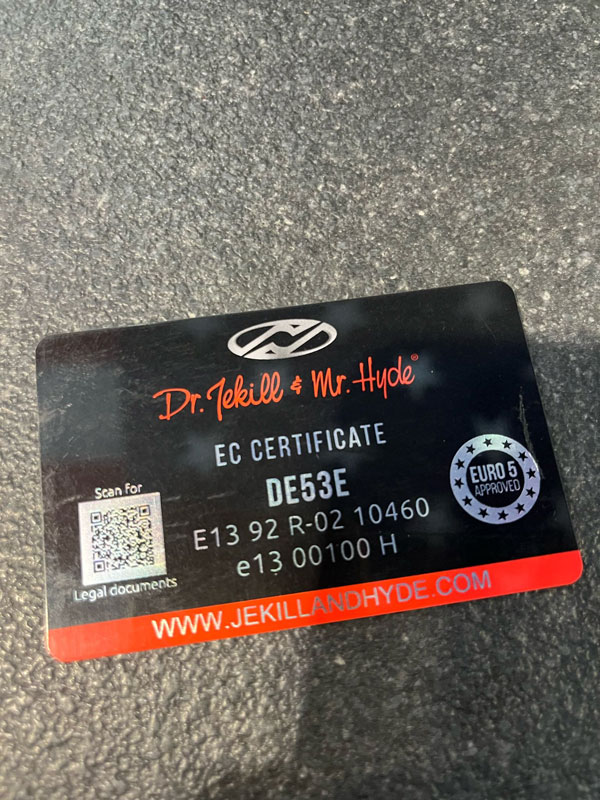 Dr. Jekill & Mr. Hyde®
EC CERTIFICATE
DE53E
E13 92 R-02 10460
e13 00100 H
Scan for
Legal documents
EURO 5
APPROVED
WWW.JEKILLANDHYDE.COM